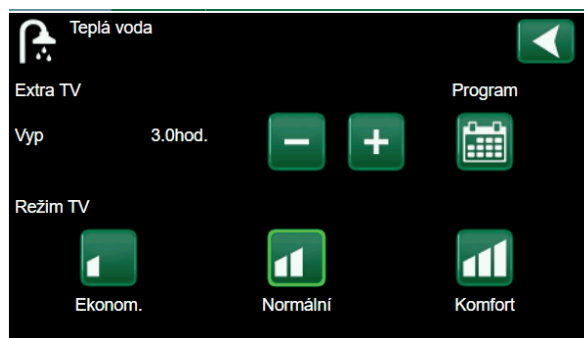 Teplá voda
Extra TV
Program
Vyp
3.0hod.
Režim TV
Ekonom.
Normální
Komfort